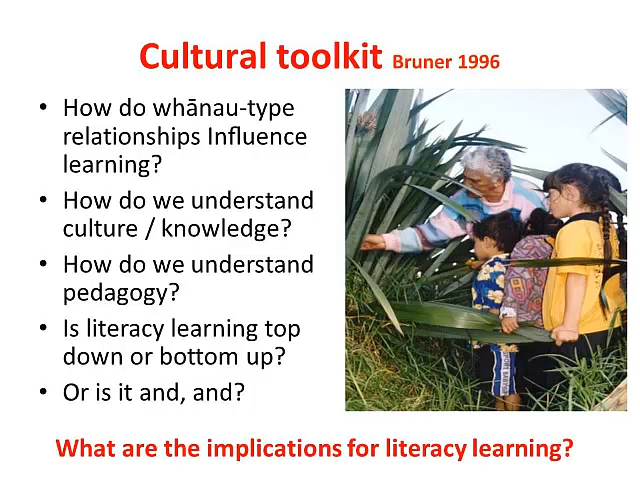 Cultural toolkit Bruner 1996
• How do whānau-type
relationships Influence
learning?
• How do we understand
culture / knowledge?
• How do we understand
pedagogy?
• Is literacy learning top
down or bottom up?
• Or is it and, and?
What are the implications for literacy learning?